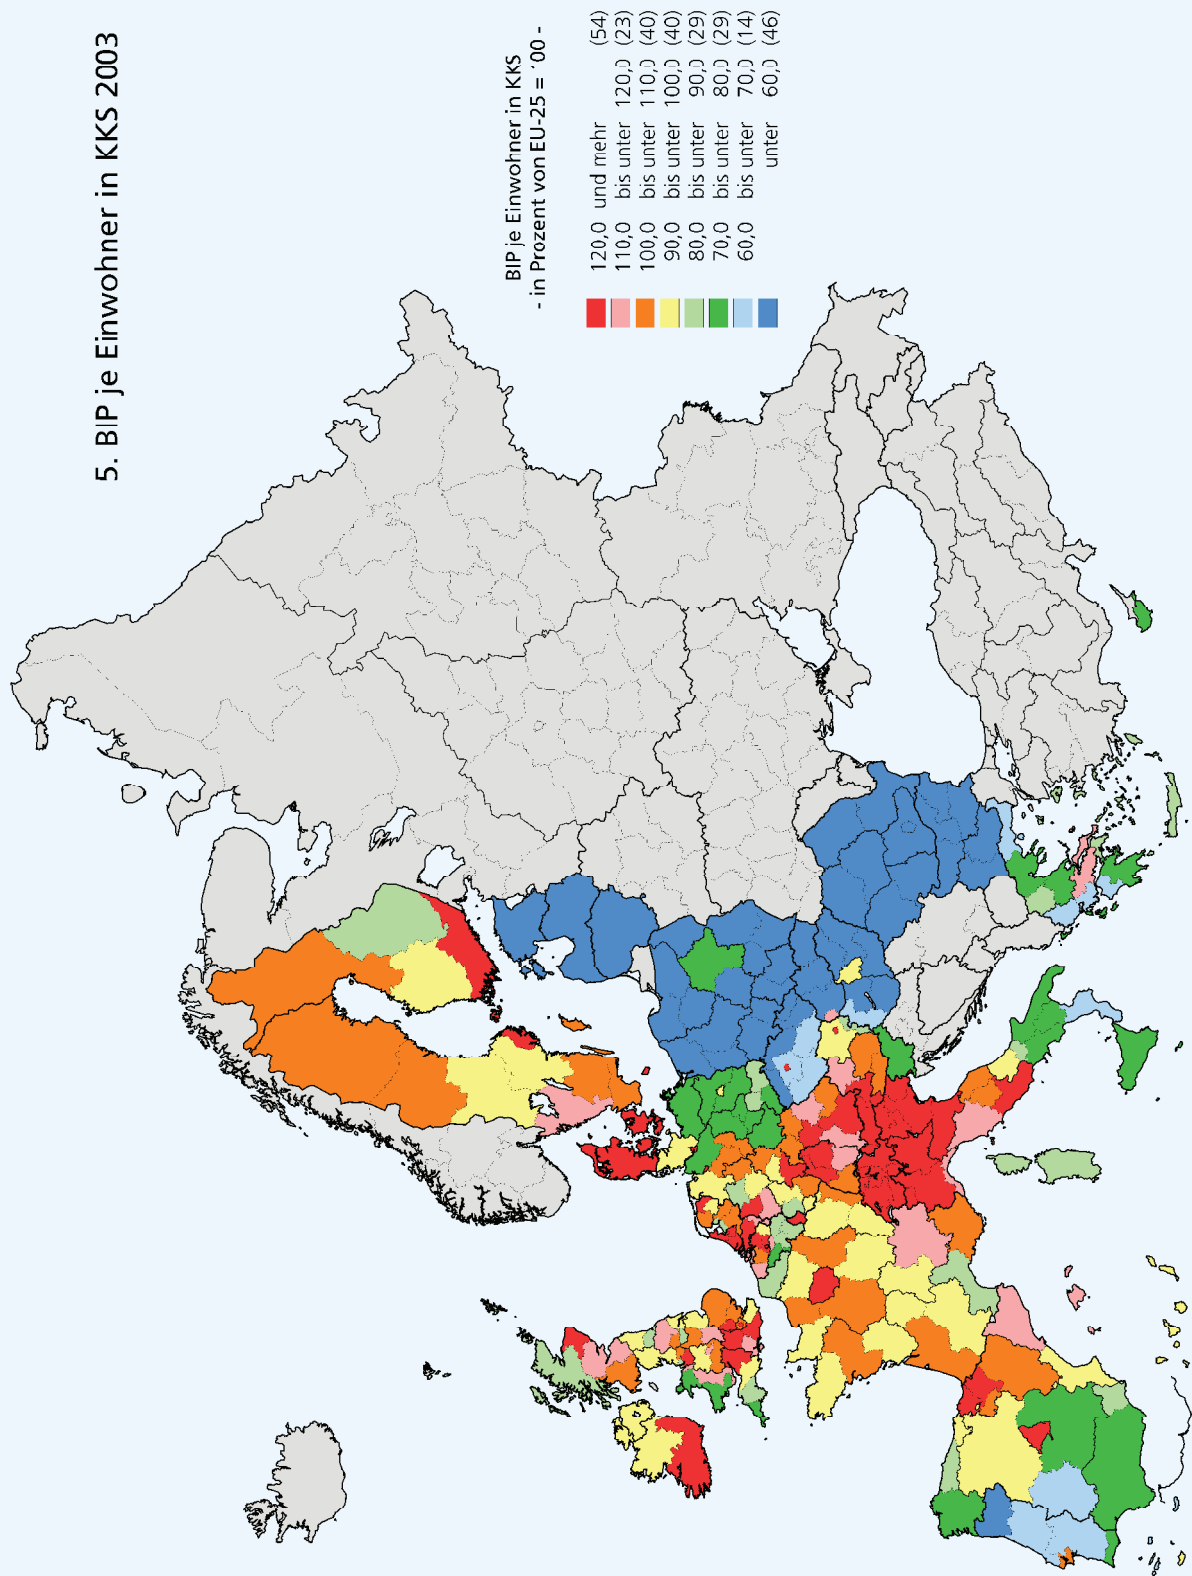 5. BIP je Einwohner in KKS 2003
BIP je Einwohner in KKS
- in Prozent von EU-25 = 100 -
120,0 und mehr (54)
110,0 bis unter 120,0 (23)
100,0 bis unter 110,0 (40)
90,0 bis unter 100,0 (40)
80,0 bis unter 90,0 (29)
70,0 bis unter 80,0 (29)
60,0 bis unter 70,0 (14)
unter 60,0 (46)